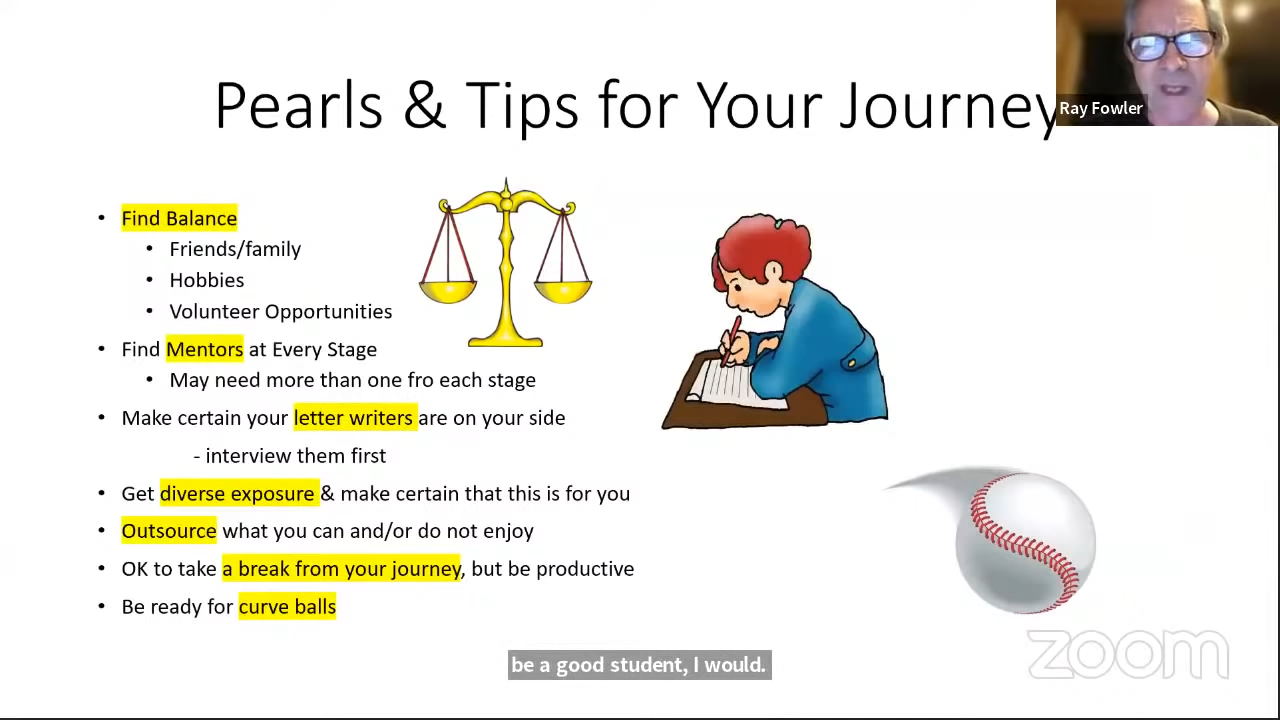 Pearls & Tips for Your Journey
Ray Fowler
• Find Balance
• Friends/family
• Hobbies
• Volunteer Opportunities
• Find Mentors at Every Stage
• May need more than one fro each stage
• Make certain your letter writers are on your side
- interview them first
• Get diverse exposure & make certain that this is for you
• Outsource what you can and/or do not enjoy
• OK to take a break from your journey, but be productive
• Be ready for curve balls
zoom
be a good student, I would.